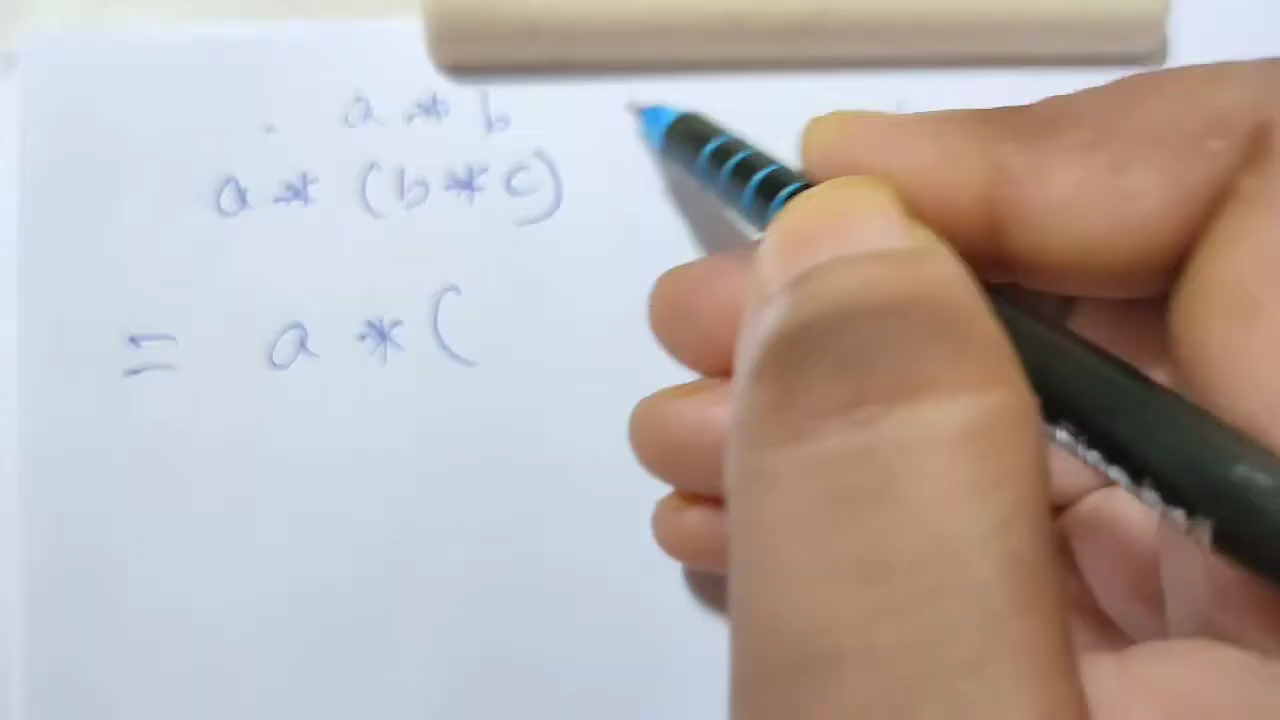 a * b
a * (b * c)
= a * (